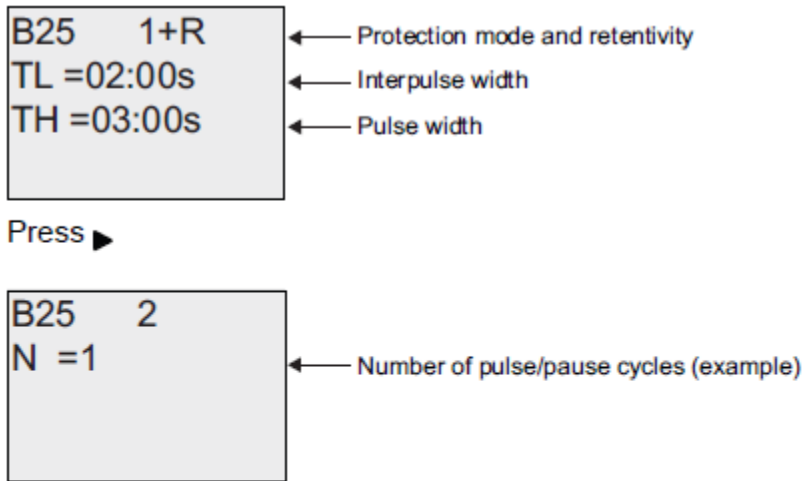 B25 1+R
Protection mode and retentivity
TL =02:00s
Interpulse width
TH =03:00s
Pulse width
Press
B25 2
N =1
Number of pulse/pause cycles (example)